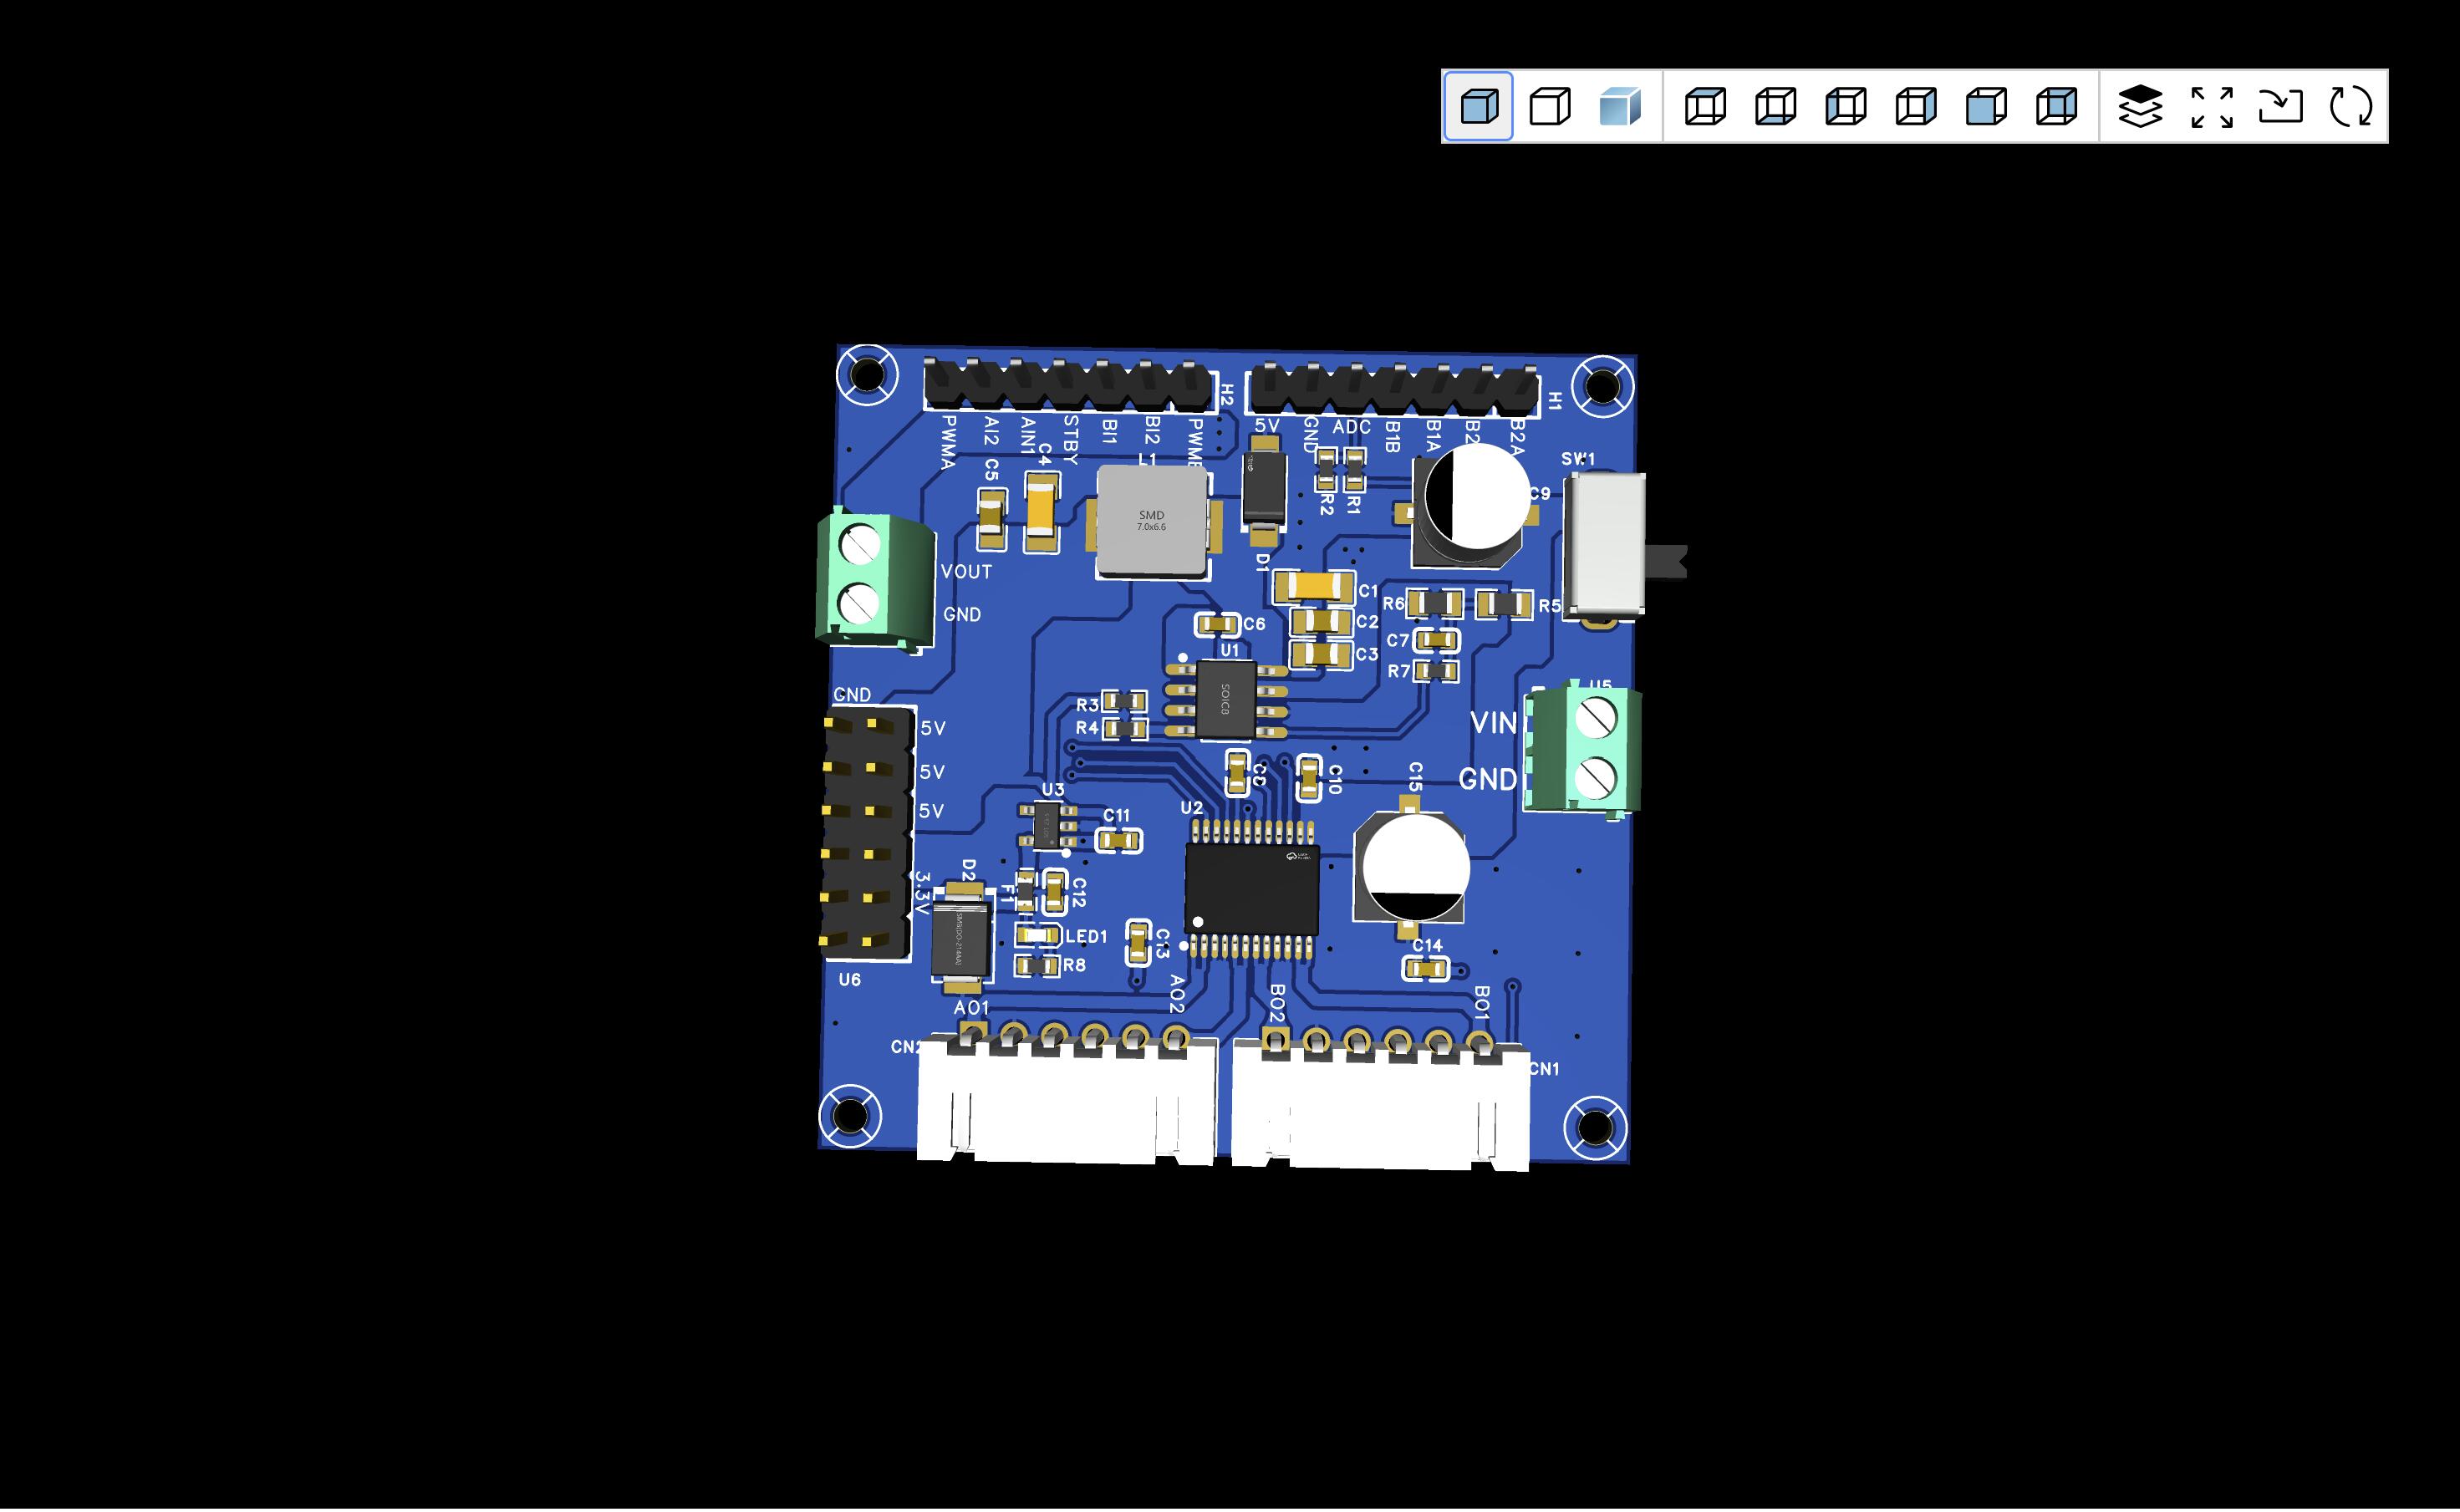 H2
H1
PWMA
AI2
AIN1
STBY
BI1
BI2
5V
GND
ADC
B1B
B1A
B2A
C5
C4
L1
SMD
7.0x6.6
R2
R1
C9
SW1
D1
VOUT
GND
C1
C2
C3
C6
R6
R5
C7
R7
U1
SOIC8
GND
5V
5V
5V
3.3V
U6
R3
R4
U5
VIN
GND
C10
C15
U3
C11
U2
D2
F1
C12
LED1
R8
C13
C14
AO1
AO2
BO2
BO1
CN2
CN1